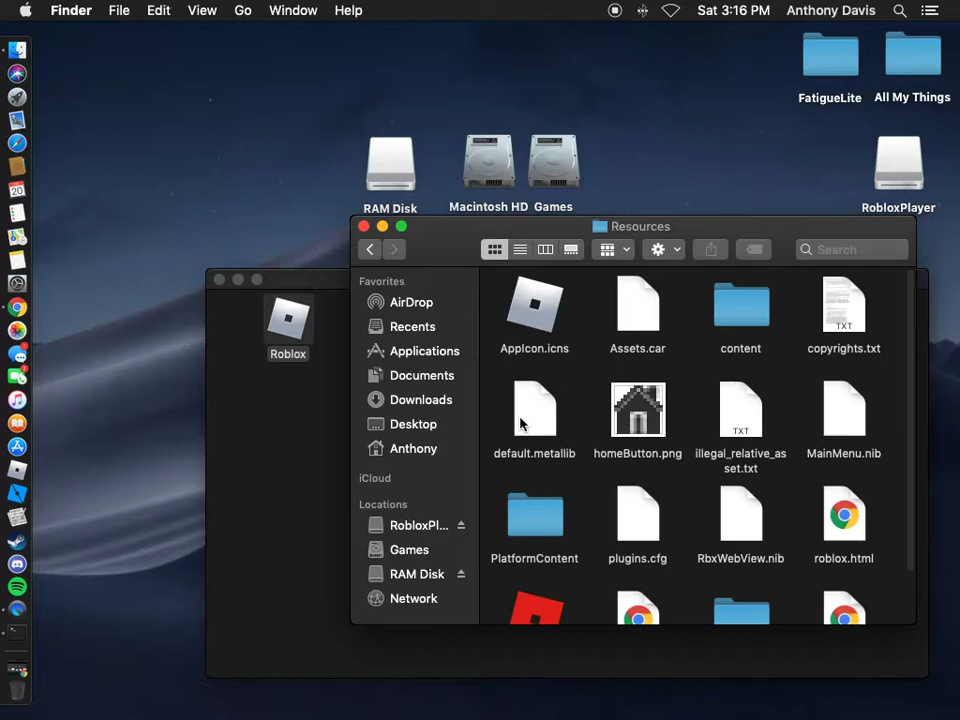 Finder File Edit View Go Window Help Sat 3:16 PM Anthony Davis
FatigueLite
All My Things
RAM Disk
Macintosh HD
Games
RobloxPlayer
Resources
Search
Roblox
Favorites
AirDrop
Recents
Applications
Documents
Downloads
Desktop
Anthony
iCloud
Locations
RobloxPl...
Games
RAM Disk
Network
AppIcon.icns
Assets.car
content
TXT
copyrights.txt
default.metallib
homeButton.png
TXT
illegal_relative_as
set.txt
MainMenu.nib
PlatformContent
plugins.cfg
RbxWebView.nib
roblox.html
20